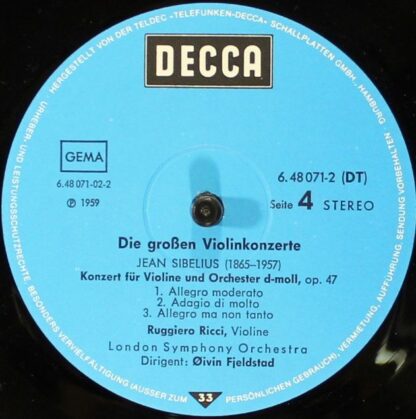 HERGESTELLT VON DER TELDEC »TELEFUNKEN-DECCA« SCHALLPLATTEN GMBH · HAMBURG
DECCA
GEMA
6.48 071-02-2
℗ 1959
6.48 071-2 (DT)
Seite 4 STEREO
Die großen Violinkonzerte
JEAN SIBELIUS (1865–1957)
Konzert für Violine und Orchester d-moll, op. 47
1. Allegro moderato
2. Adagio di molto
3. Allegro ma non tanto
Ruggiero Ricci, Violine
London Symphony Orchestra
Dirigent: Øivin Fjeldstad
33
URHEBER- UND LEISTUNGSSCHUTZRECHTE. BESONDERS VERVIELFÄLTIGUNG (AUSSER ZUM PERSÖNLICHEN GEBRAUCH), VERMIETUNG, AUFFÜHRUNG, SENDUNG VORBEHALTEN